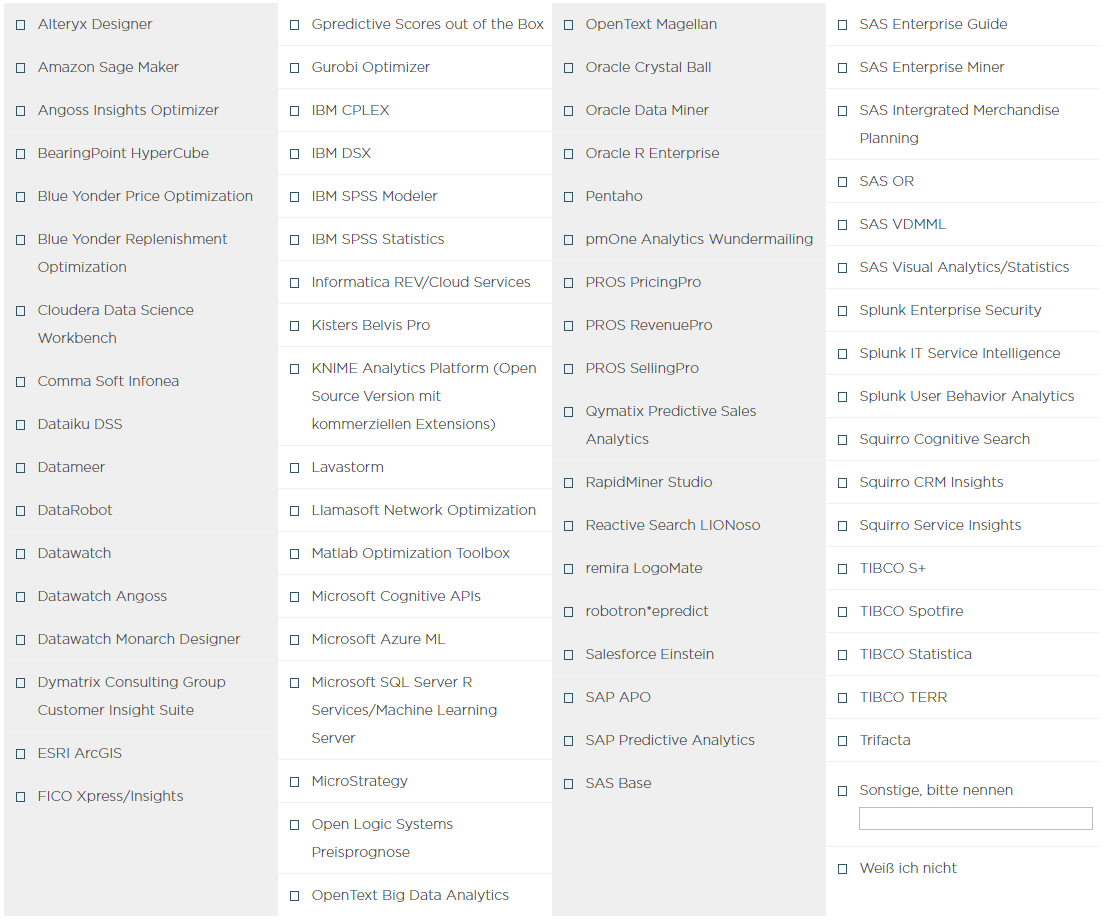 Alteryx Designer
Amazon Sage Maker
Angoss Insights Optimizer
BearingPoint HyperCube
Blue Yonder Price Optimization
Blue Yonder Replenishment
Optimization
Cloudera Data Science
Workbench
Comma Soft Infonea
Dataiku DSS
Datameer
DataRobot
Datawatch
Datawatch Angoss
Datawatch Monarch Designer
Dymatrix Consulting Group
Customer Insight Suite
ESRI ArcGIS
FICO Xpress/Insights
Gpredictive Scores out of the Box
Gurobi Optimizer
IBM CPLEX
IBM DSX
IBM SPSS Modeler
IBM SPSS Statistics
Informatica REV/Cloud Services
Kisters Belvis Pro
KNIME Analytics Platform (Open
Source Version mit
kommerziellen Extensions)
Lavastorm
Llamasoft Network Optimization
Matlab Optimization Toolbox
Microsoft Cognitive APIs
Microsoft Azure ML
Microsoft SQL Server R
Services/Machine Learning
Server
MicroStrategy
Open Logic Systems
Preisprognose
OpenText Big Data Analytics
OpenText Magellan
Oracle Crystal Ball
Oracle Data Miner
Oracle R Enterprise
Pentaho
pmOne Analytics Wundermailing
PROS PricingPro
PROS RevenuePro
PROS SellingPro
Qymatix Predictive Sales
Analytics
RapidMiner Studio
Reactive Search LIONoso
remira LogoMate
robotron*epredict
Salesforce Einstein
SAP APO
SAP Predictive Analytics
SAS Base
SAS Enterprise Guide
SAS Enterprise Miner
SAS Intergrated Merchandise
Planning
SAS OR
SAS VDMML
SAS Visual Analytics/Statistics
Splunk Enterprise Security
Splunk IT Service Intelligence
Splunk User Behavior Analytics
Squirro Cognitive Search
Squirro CRM Insights
Squirro Service Insights
TIBCO S+
TIBCO Spotfire
TIBCO Statistica
TIBCO TERR
Trifacta
Sonstige, bitte nennen
Weiß ich nicht